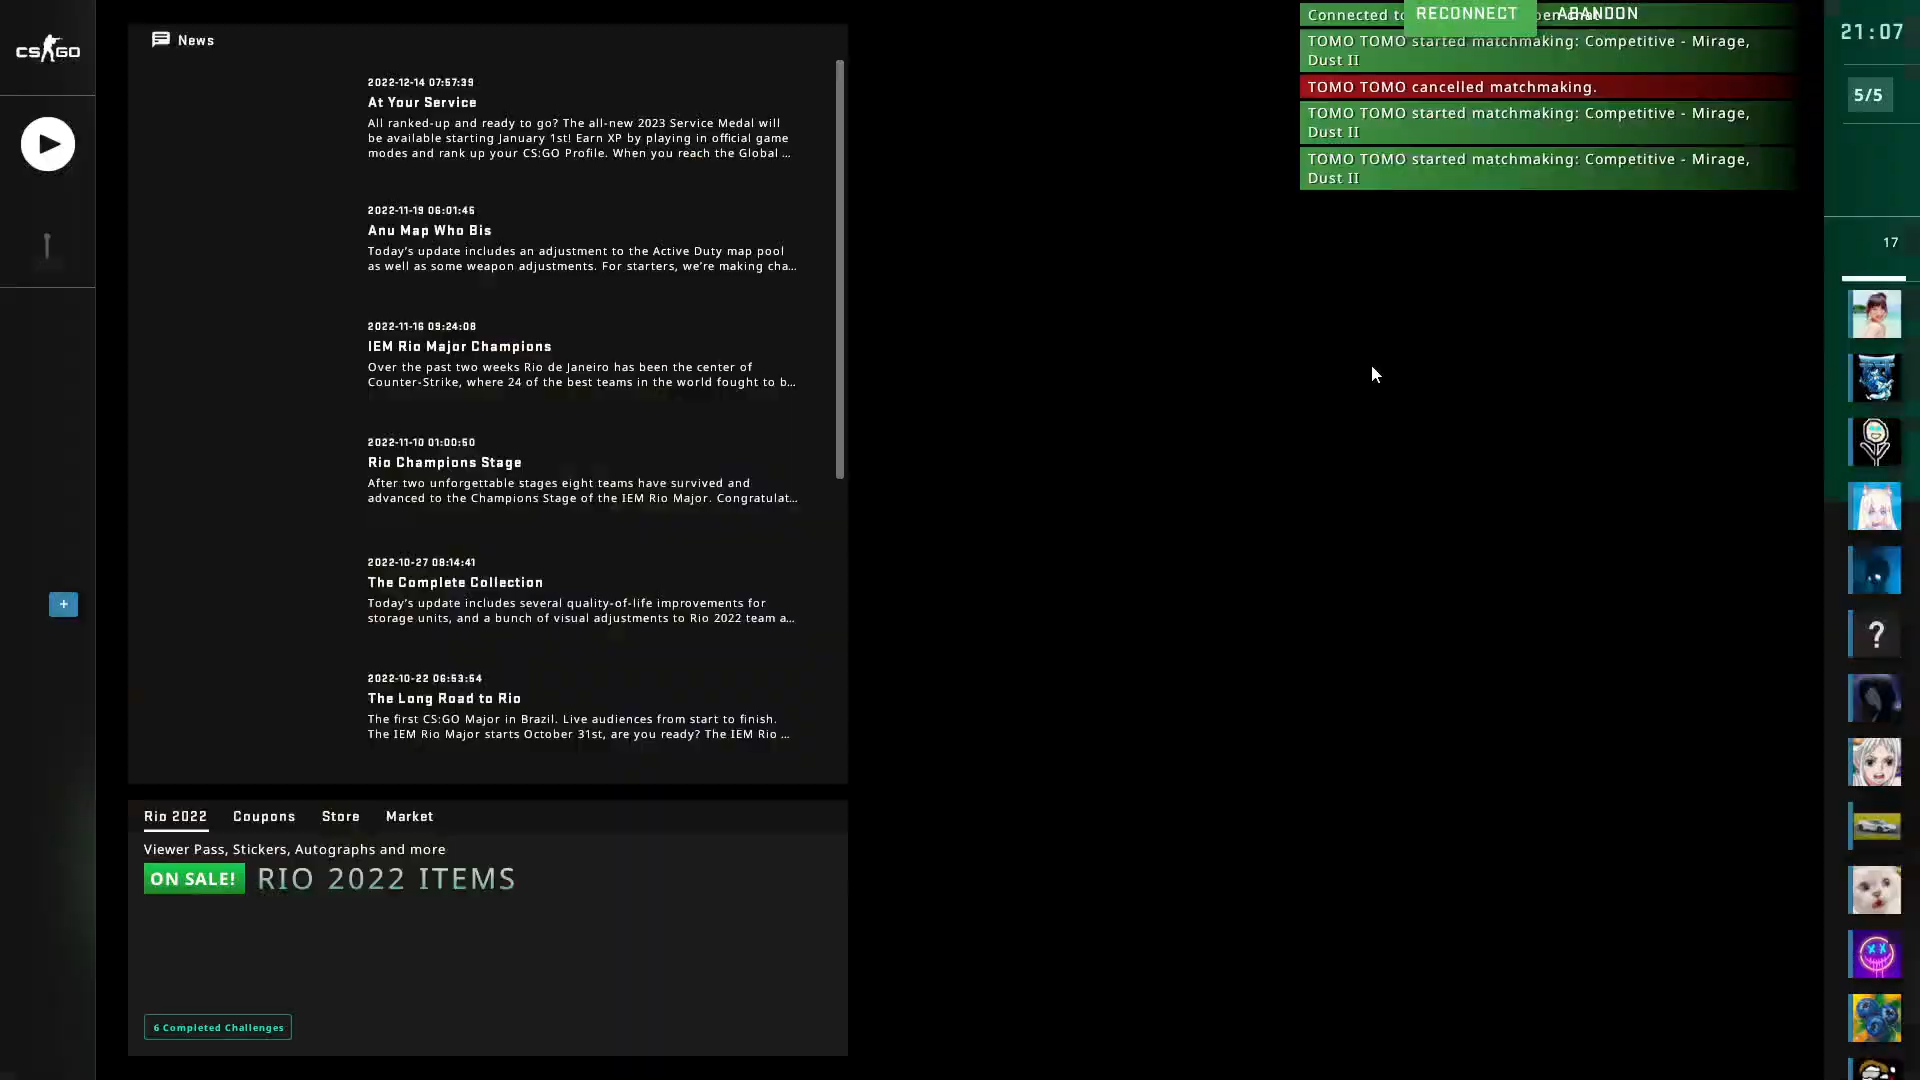 CS GO
News
2022-12-14 07:57:39
At Your Service
All ranked-up and ready to go? The all-new 2023 Service Medal will
be available starting January 1st! Earn XP by playing in official game
modes and rank up your CS:GO Profile. When you reach the Global ...
2022-11-19 06:01:45
Anu Map Who Bis
Today's update includes an adjustment to the Active Duty map pool
as well as some weapon adjustments. For starters, we're making cha...
2022-11-16 09:24:08
IEM Rio Major Champions
Over the past two weeks Rio de Janeiro has been the center of
Counter-Strike, where 24 of the best teams in the world fought to b...
2022-11-10 01:00:50
Rio Champions Stage
After two unforgettable stages eight teams have survived and
advanced to the Champions Stage of the IEM Rio Major. Congratulat...
2022-10-27 08:14:41
The Complete Collection
Today's update includes several quality-of-life improvements for
storage units, and a bunch of visual adjustments to Rio 2022 team a...
2022-10-22 06:53:54
The Long Road to Rio
The first CS:GO Major in Brazil. Live audiences from start to finish.
The IEM Rio Major starts October 31st, are you ready? The IEM Rio ...
+
Rio 2022 Coupons Store Market
Viewer Pass, Stickers, Autographs and more
ON SALE! RIO 2022 ITEMS
6 Completed Challenges
RECONNECT ABANDON
Connected to
TOMO TOMO started matchmaking: Competitive - Mirage,
Dust II
TOMO TOMO cancelled matchmaking.
TOMO TOMO started matchmaking: Competitive - Mirage,
Dust II
TOMO TOMO started matchmaking: Competitive - Mirage,
Dust II
21:07
5/5
17
?